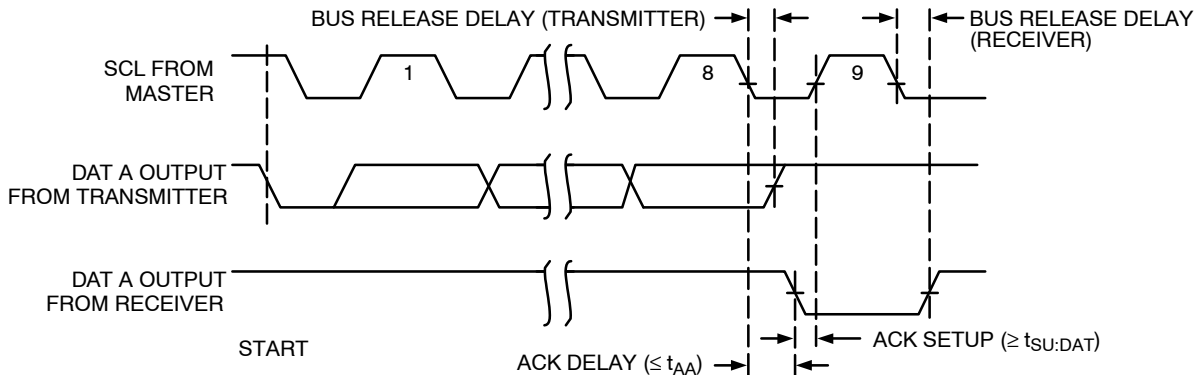 BUS RELEASE DELAY (TRANSMITTER)
BUS RELEASE DELAY
(RECEIVER)
SCL FROM
MASTER
1
8
9
DAT A OUTPUT
FROM TRANSMITTER
DAT A OUTPUT
FROM RECEIVER
START
ACK SETUP (≥ tSU:DAT)
ACK DELAY (≤ tAA)